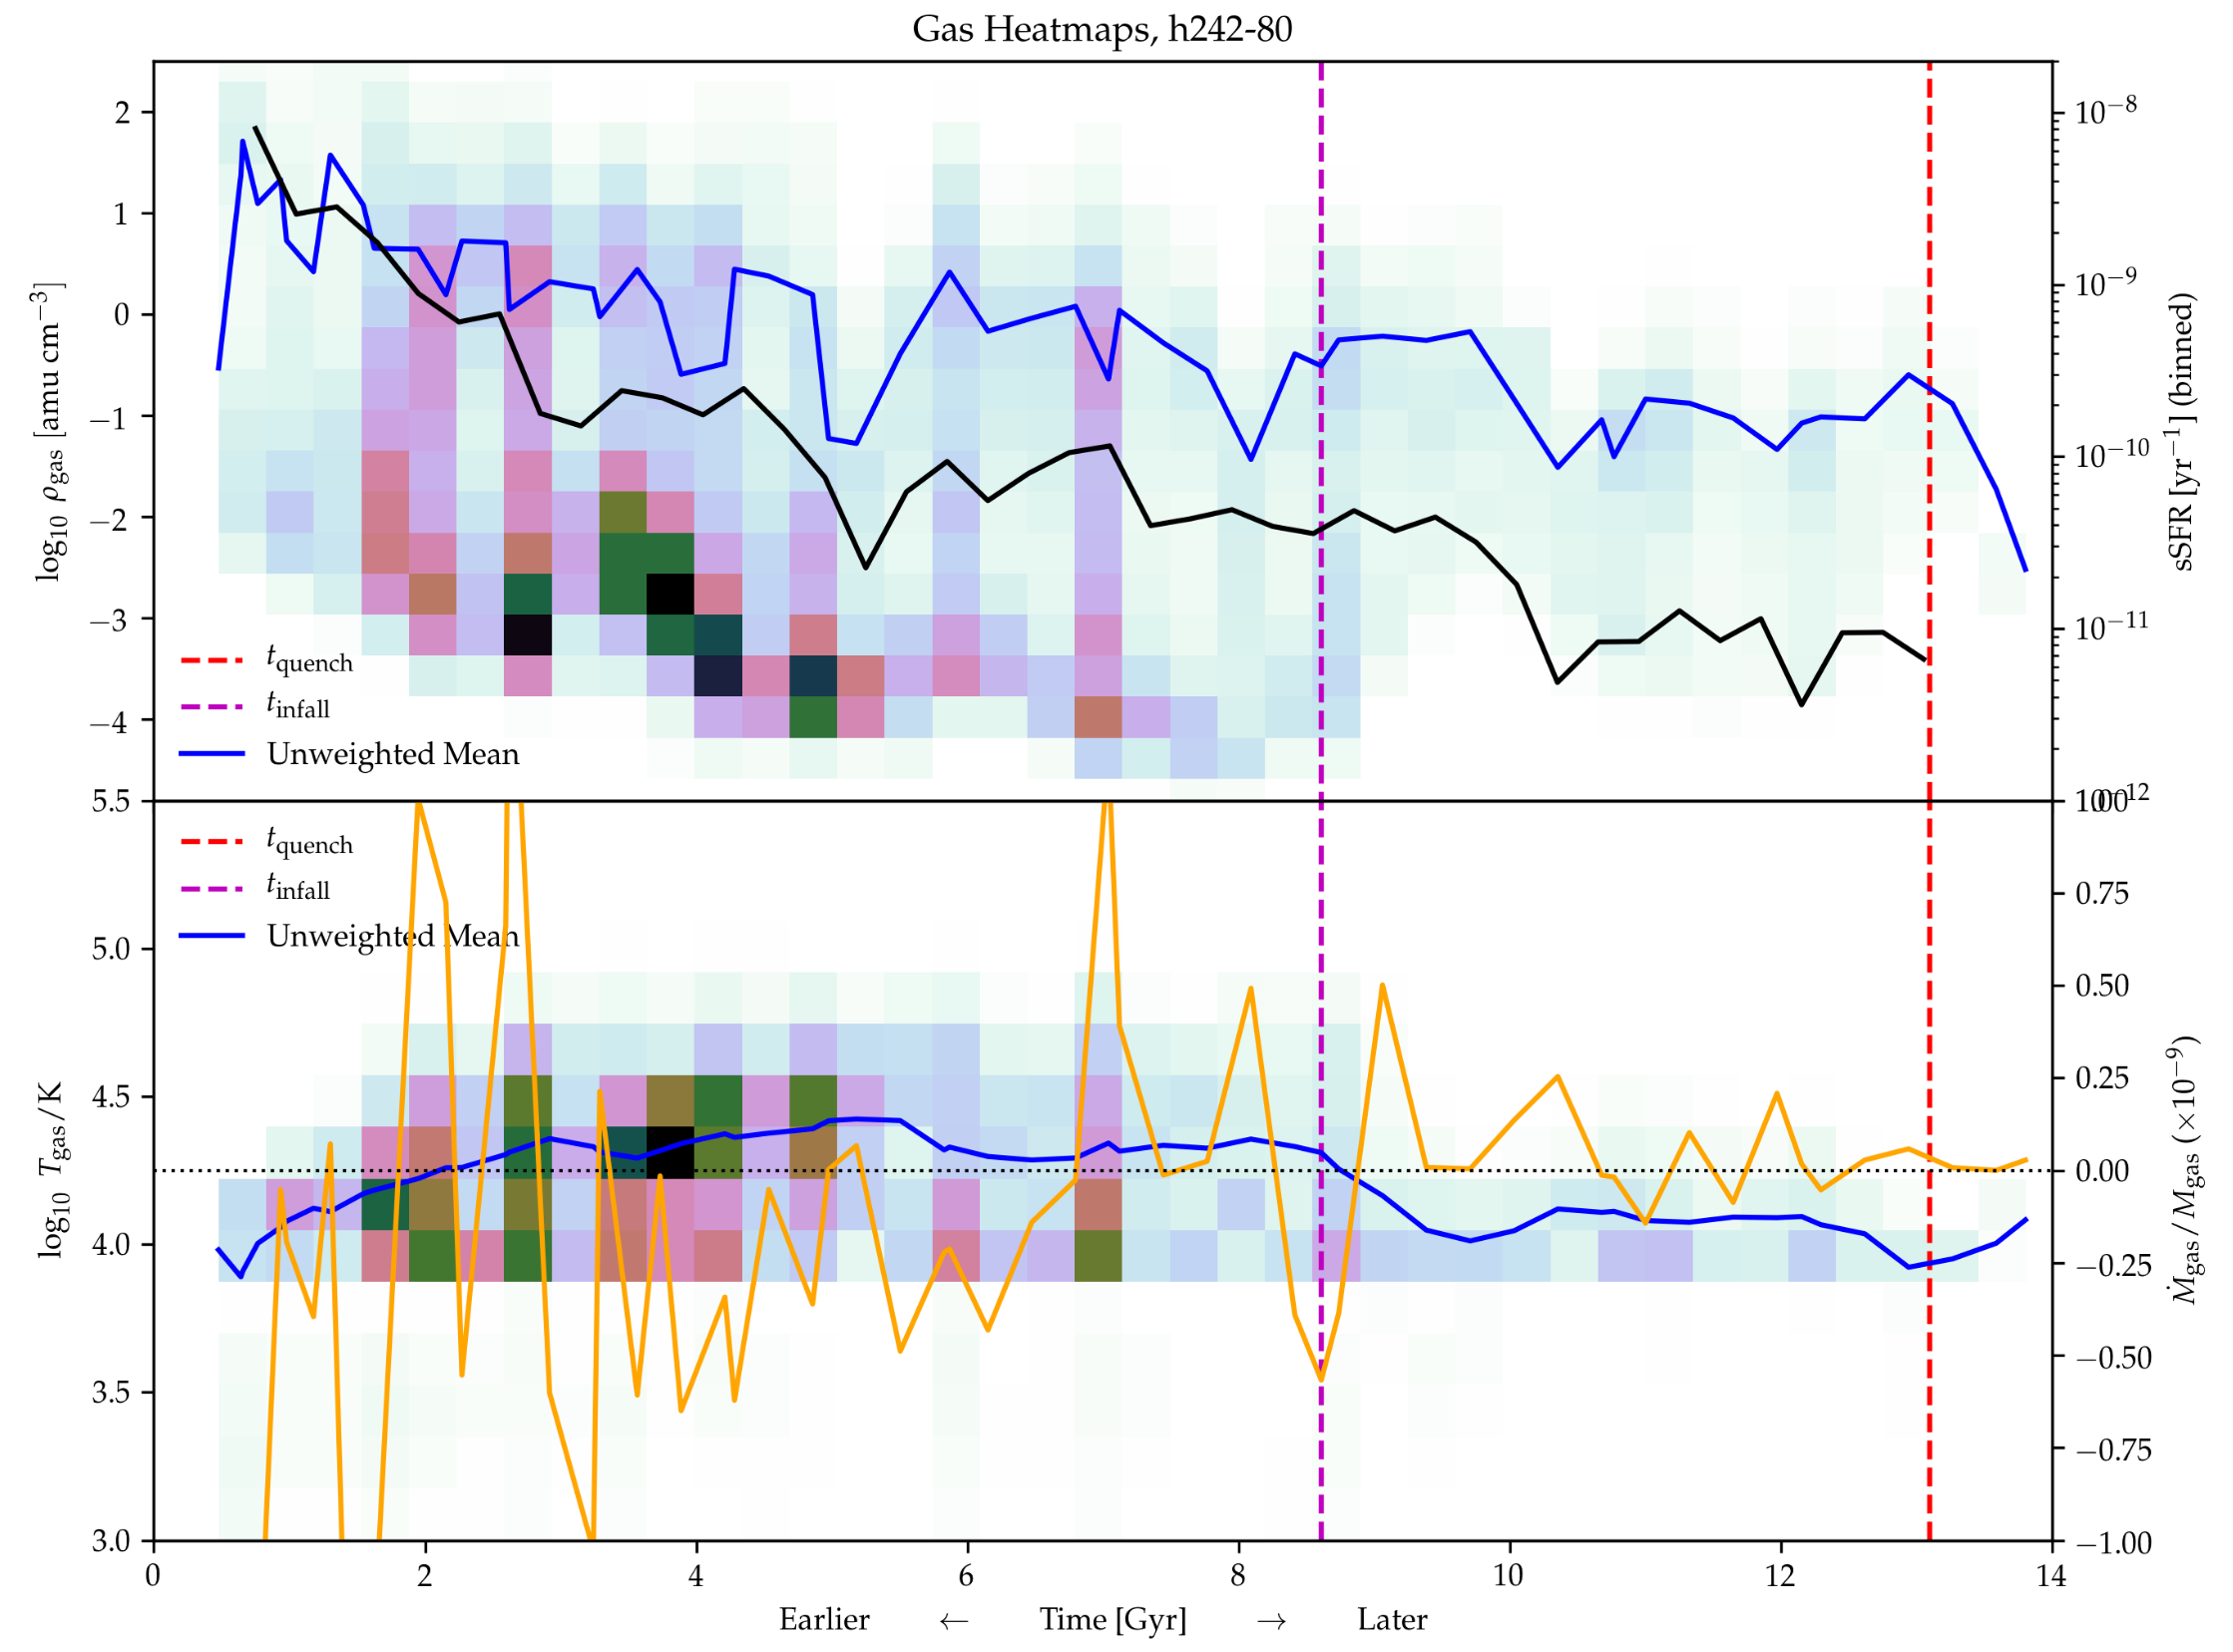 Gas Heatmaps, h242-80
log₁₀ ρgas [amu cm⁻³]
2
1
0
−1
−2
−3
−4
tquench
tinfall
Unweighted Mean
10⁻⁸
10⁻⁹
10⁻¹⁰
10⁻¹¹
10⁻¹²
sSFR [yr⁻¹] (binned)
log₁₀ Tgas / K
5.5
5.0
4.5
4.0
3.5
3.0
tquench
tinfall
Unweighted Mean
1.00
0.75
0.50
0.25
0.00
−0.25
−0.50
−0.75
−1.00
Ṁgas / Mgas (×10⁻⁹)
0 2 4 6 8 10 12 14
Earlier ← Time [Gyr] → Later